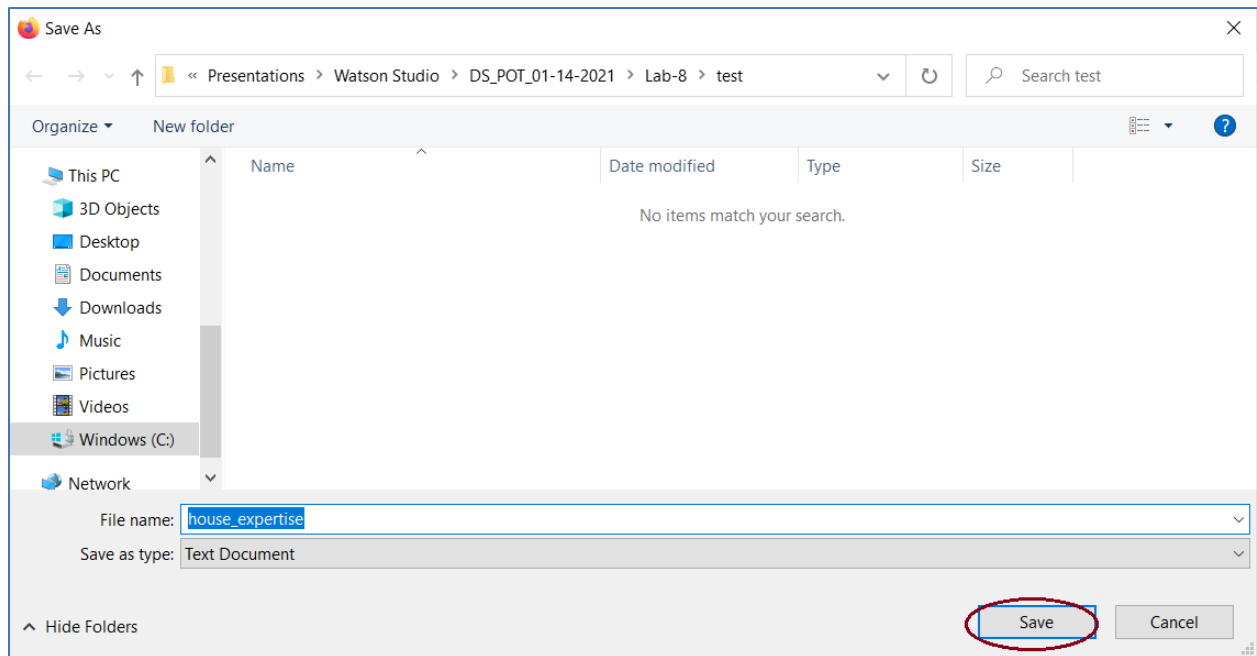 Save As
« Presentations > Watson Studio > DS_POT_01-14-2021 > Lab-8 > test
Search test
Organize
New folder
?
This PC
3D Objects
Desktop
Documents
Downloads
Music
Pictures
Videos
Windows (C:)
Network
Name
Date modified
Type
Size
No items match your search.
File name: house_expertise
Save as type: Text Document
Hide Folders
Save
Cancel